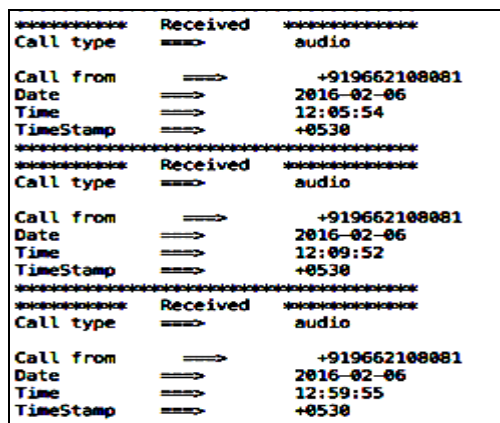 *********** Received ************
Call type ===> audio
Call from ===> +919662108081
Date ===> 2016-02-06
Time ===> 12:05:54
TimeStamp ===> +0530
****************************************
*********** Received ************
Call type ===> audio
Call from ===> +919662108081
Date ===> 2016-02-06
Time ===> 12:09:52
TimeStamp ===> +0530
****************************************
*********** Received ************
Call type ===> audio
Call from ===> +919662108081
Date ===> 2016-02-06
Time ===> 12:59:55
TimeStamp ===> +0530